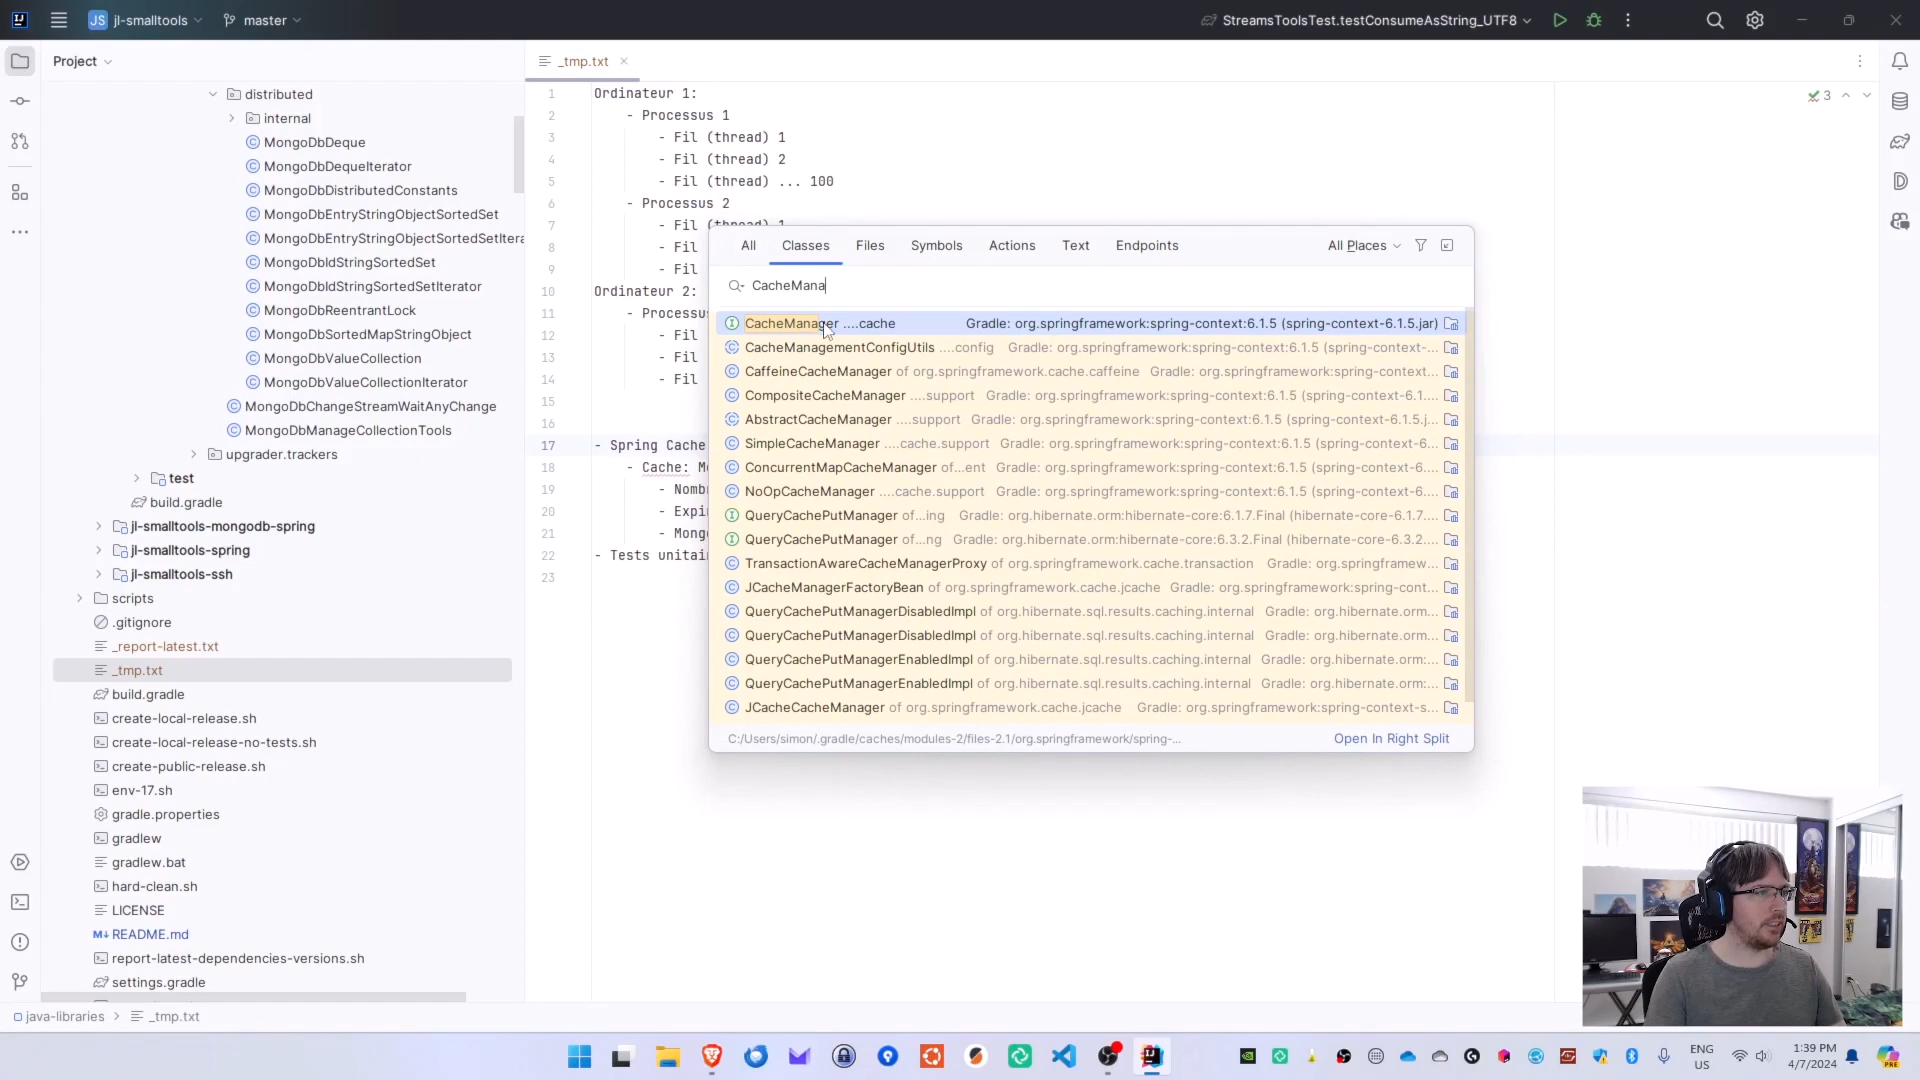 JS jl-smalltools master StreamsToolsTest.testConsumeAsString_UTF8
Project
_tmp.txt
distributed
internal
MongoDbDeque
MongoDbDequeIterator
MongoDbDistributedConstants
MongoDbEntryStringObjectSortedSet
MongoDbEntryStringObjectSortedSetItera
MongoDbIdStringSortedSet
MongoDbIdStringSortedSetIterator
MongoDbReentrantLock
MongoDbSortedMapStringObject
MongoDbValueCollection
MongoDbValueCollectionIterator
MongoDbChangeStreamWaitAnyChange
MongoDbManageCollectionTools
upgrader.trackers
test
build.gradle
jl-smalltools-mongodb-spring
jl-smalltools-spring
jl-smalltools-ssh
scripts
.gitignore
_report-latest.txt
_tmp.txt
build.gradle
create-local-release.sh
create-local-release-no-tests.sh
create-public-release.sh
env-17.sh
gradle.properties
gradlew
gradlew.bat
hard-clean.sh
LICENSE
M↓ README.md
report-latest-dependencies-versions.sh
settings.gradle
1 Ordinateur 1:
2 - Processus 1
3 - Fil (thread) 1
4 - Fil (thread) 2
5 - Fil (thread) ... 100
6 - Processus 2
7 - Fil (thread) 1
8 - Fil
9 - Fil
10 Ordinateur 2:
11 - Processus
12 - Fil
13 - Fil
14 - Fil
15
16
17 - Spring Cache
18 - Cache: Mo
19 - Nombr
20 - Expir
21 - Mongo
22 - Tests unitair
23
3
All Classes Files Symbols Actions Text Endpoints All Places
CacheMana
CacheManager ....cache Gradle: org.springframework:spring-context:6.1.5 (spring-context-6.1.5.jar)
CacheManagementConfigUtils ....config Gradle: org.springframework:spring-context:6.1.5 (spring-context-...
CaffeineCacheManager of org.springframework.cache.caffeine Gradle: org.springframework:spring-context...
CompositeCacheManager ....support Gradle: org.springframework:spring-context:6.1.5 (spring-context-6.1....
AbstractCacheManager ....support Gradle: org.springframework:spring-context:6.1.5 (spring-context-6.1.5.j...
SimpleCacheManager ....cache.support Gradle: org.springframework:spring-context:6.1.5 (spring-context-6...
ConcurrentMapCacheManager of...ent Gradle: org.springframework:spring-context:6.1.5 (spring-context-6...
NoOpCacheManager ....cache.support Gradle: org.springframework:spring-context:6.1.5 (spring-context-6....
QueryCachePutManager of...ing Gradle: org.hibernate.orm:hibernate-core:6.1.7.Final (hibernate-core-6.1.7....
QueryCachePutManager of...ng Gradle: org.hibernate.orm:hibernate-core:6.3.2.Final (hibernate-core-6.3.2....
TransactionAwareCacheManagerProxy of org.springframework.cache.transaction Gradle: org.springframew...
JCacheManagerFactoryBean of org.springframework.cache.jcache Gradle: org.springframework:spring-cont...
QueryCachePutManagerDisabledImpl of org.hibernate.sql.results.caching.internal Gradle: org.hibernate.orm...
QueryCachePutManagerDisabledImpl of org.hibernate.sql.results.caching.internal Gradle: org.hibernate.orm...
QueryCachePutManagerEnabledImpl of org.hibernate.sql.results.caching.internal Gradle: org.hibernate.orm:...
QueryCachePutManagerEnabledImpl of org.hibernate.sql.results.caching.internal Gradle: org.hibernate.orm:...
JCacheCacheManager of org.springframework.cache.jcache Gradle: org.springframework:spring-context-s...
C:/Users/simon/.gradle/caches/modules-2/files-2.1/org.springframework/spring-... Open In Right Split
java-libraries > _tmp.txt
ENG
US
1:39 PM
4/7/2024
PRE